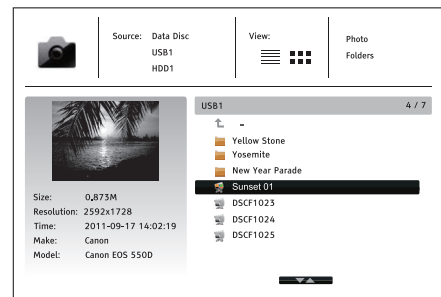 Source: Data Disc
USB1
HDD1
View:
Photo
Folders
USB1 4 / 7
-
Yellow Stone
Yosemite
New Year Parade
Sunset 01
DSCF1023
DSCF1024
DSCF1025
Size: 0.873M
Resolution: 2592x1728
Time: 2011-09-17 14:02:19
Make: Canon
Model: Canon EOS 550D